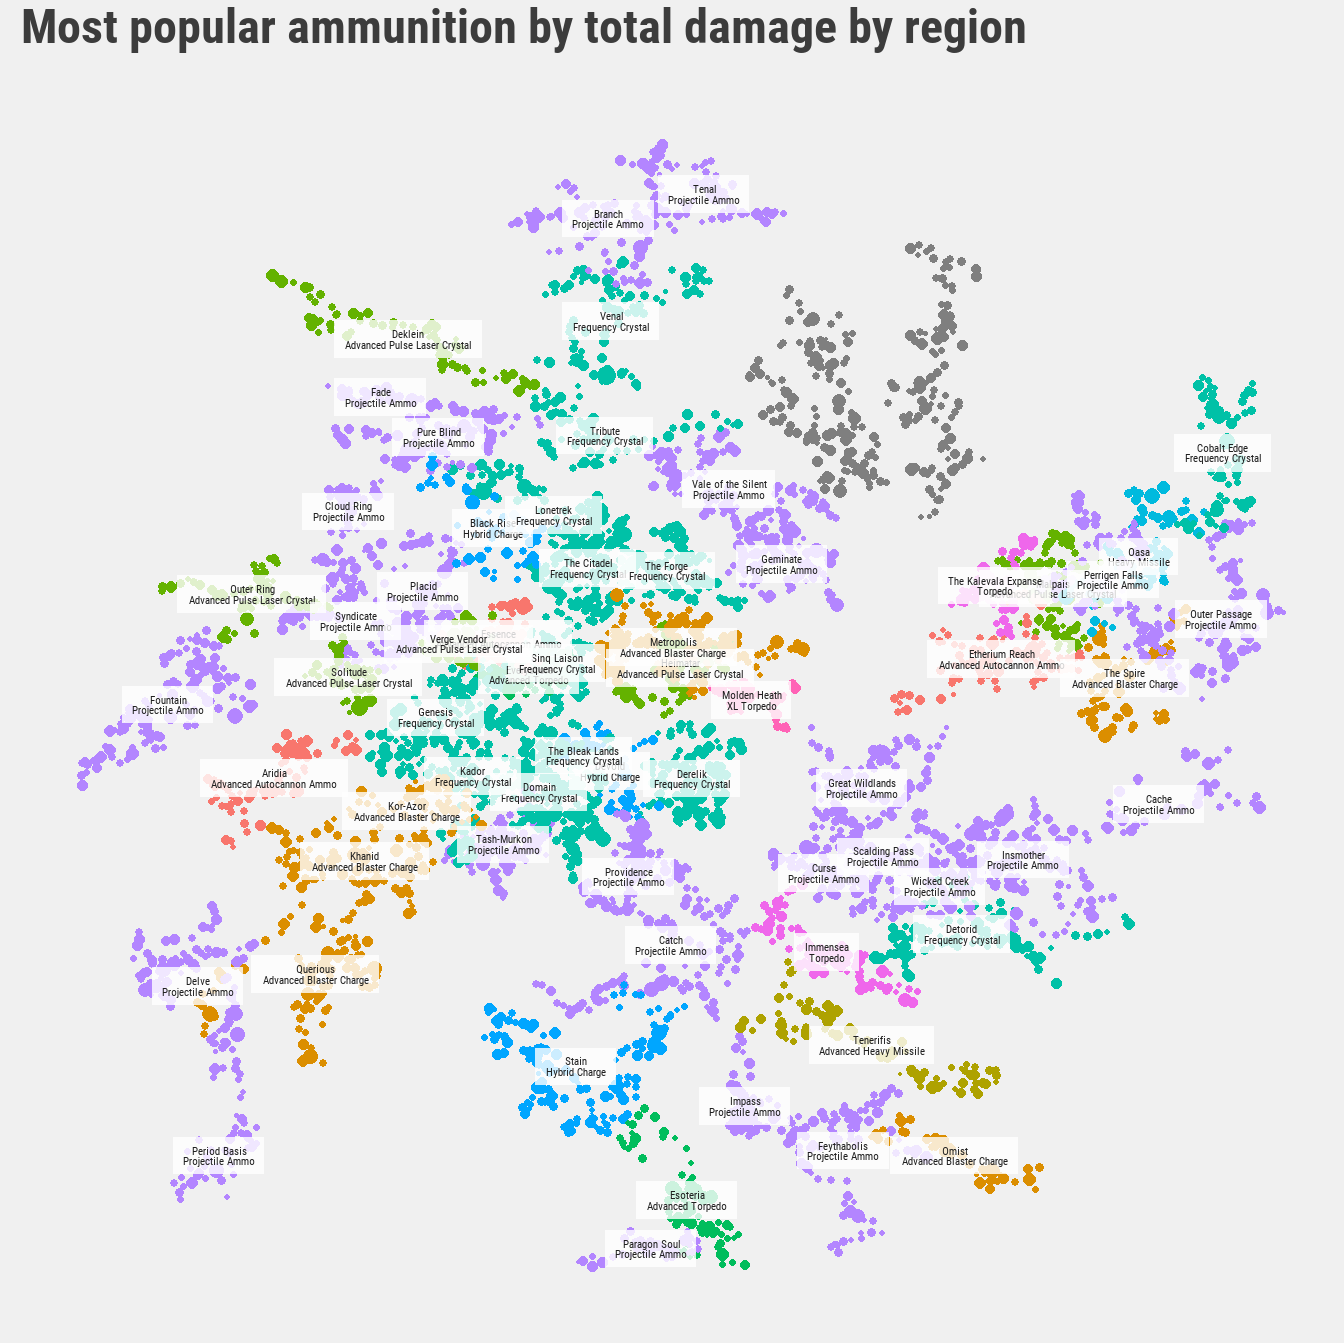 Most popular ammunition by total damage by region
Tenal
Projectile Ammo
Branch
Projectile Ammo
Venal
Frequency Crystal
Deklein
Advanced Pulse Laser Crystal
Fade
Projectile Ammo
Pure Blind
Projectile Ammo
Tribute
Frequency Crystal
Cobalt Edge
Frequency Crystal
Vale of the Silent
Projectile Ammo
Cloud Ring
Projectile Ammo
Lonetrek
Frequency Crystal
Black Ri
Hybrid Charge
Oasa
Heavy Missile
Geminate
Projectile Ammo
The Citadel
Frequency Cryst
The Forge
Frequency Crystal
Perrigen Falls
Projectile Ammo
The Kalevala Expanse
Torpedo
Outer Ring
Advanced Pulse Laser Crystal
Placid
Projectile Ammo
Syndicate
Projectile Ammo
Outer Passage
Projectile Ammo
Essence
Verge Vendor
Advanced Pulse Laser Crystal
Metropolis
Advanced Blaster Charge
Heimatar
Advanced Pulse Laser Crystal
Sinq Laison
Frequency Crystal
Advanced Torpedo
Etherium Reach
Advanced Autocannon Ammo
Solitude
Advanced Pulse Laser Crystal
The Spire
Advanced Blaster Charge
Molden Heath
XL Torpedo
Fountain
Projectile Ammo
Genesis
Frequency Crystal
The Bleak Lands
Frequency Crystal
Hybrid Charge
Aridia
Advanced Autocannon Ammo
Kador
Frequency Crystal
Derelik
Frequency Crystal
Domain
Frequency Crystal
Great Wildlands
Projectile Ammo
Cache
Projectile Ammo
Kor-Azor
Advanced Blaster Charge
Tash-Murkon
Projectile Ammo
Khanid
Advanced Blaster Charge
Scalding Pass
Projectile Ammo
Insmother
Projectile Ammo
Curse
Projectile Ammo
Providence
Projectile Ammo
Wicked Creek
Projectile Ammo
Detorid
Frequency Crystal
Catch
Projectile Ammo
Immensea
Torpedo
Querious
Advanced Blaster Charge
Delve
Projectile Ammo
Tenerifis
Advanced Heavy Missile
Stain
Hybrid Charge
Impass
Projectile Ammo
Feythabolis
Projectile Ammo
Omist
Advanced Blaster Charge
Period Basis
Projectile Ammo
Esoteria
Advanced Torpedo
Paragon Soul
Projectile Ammo